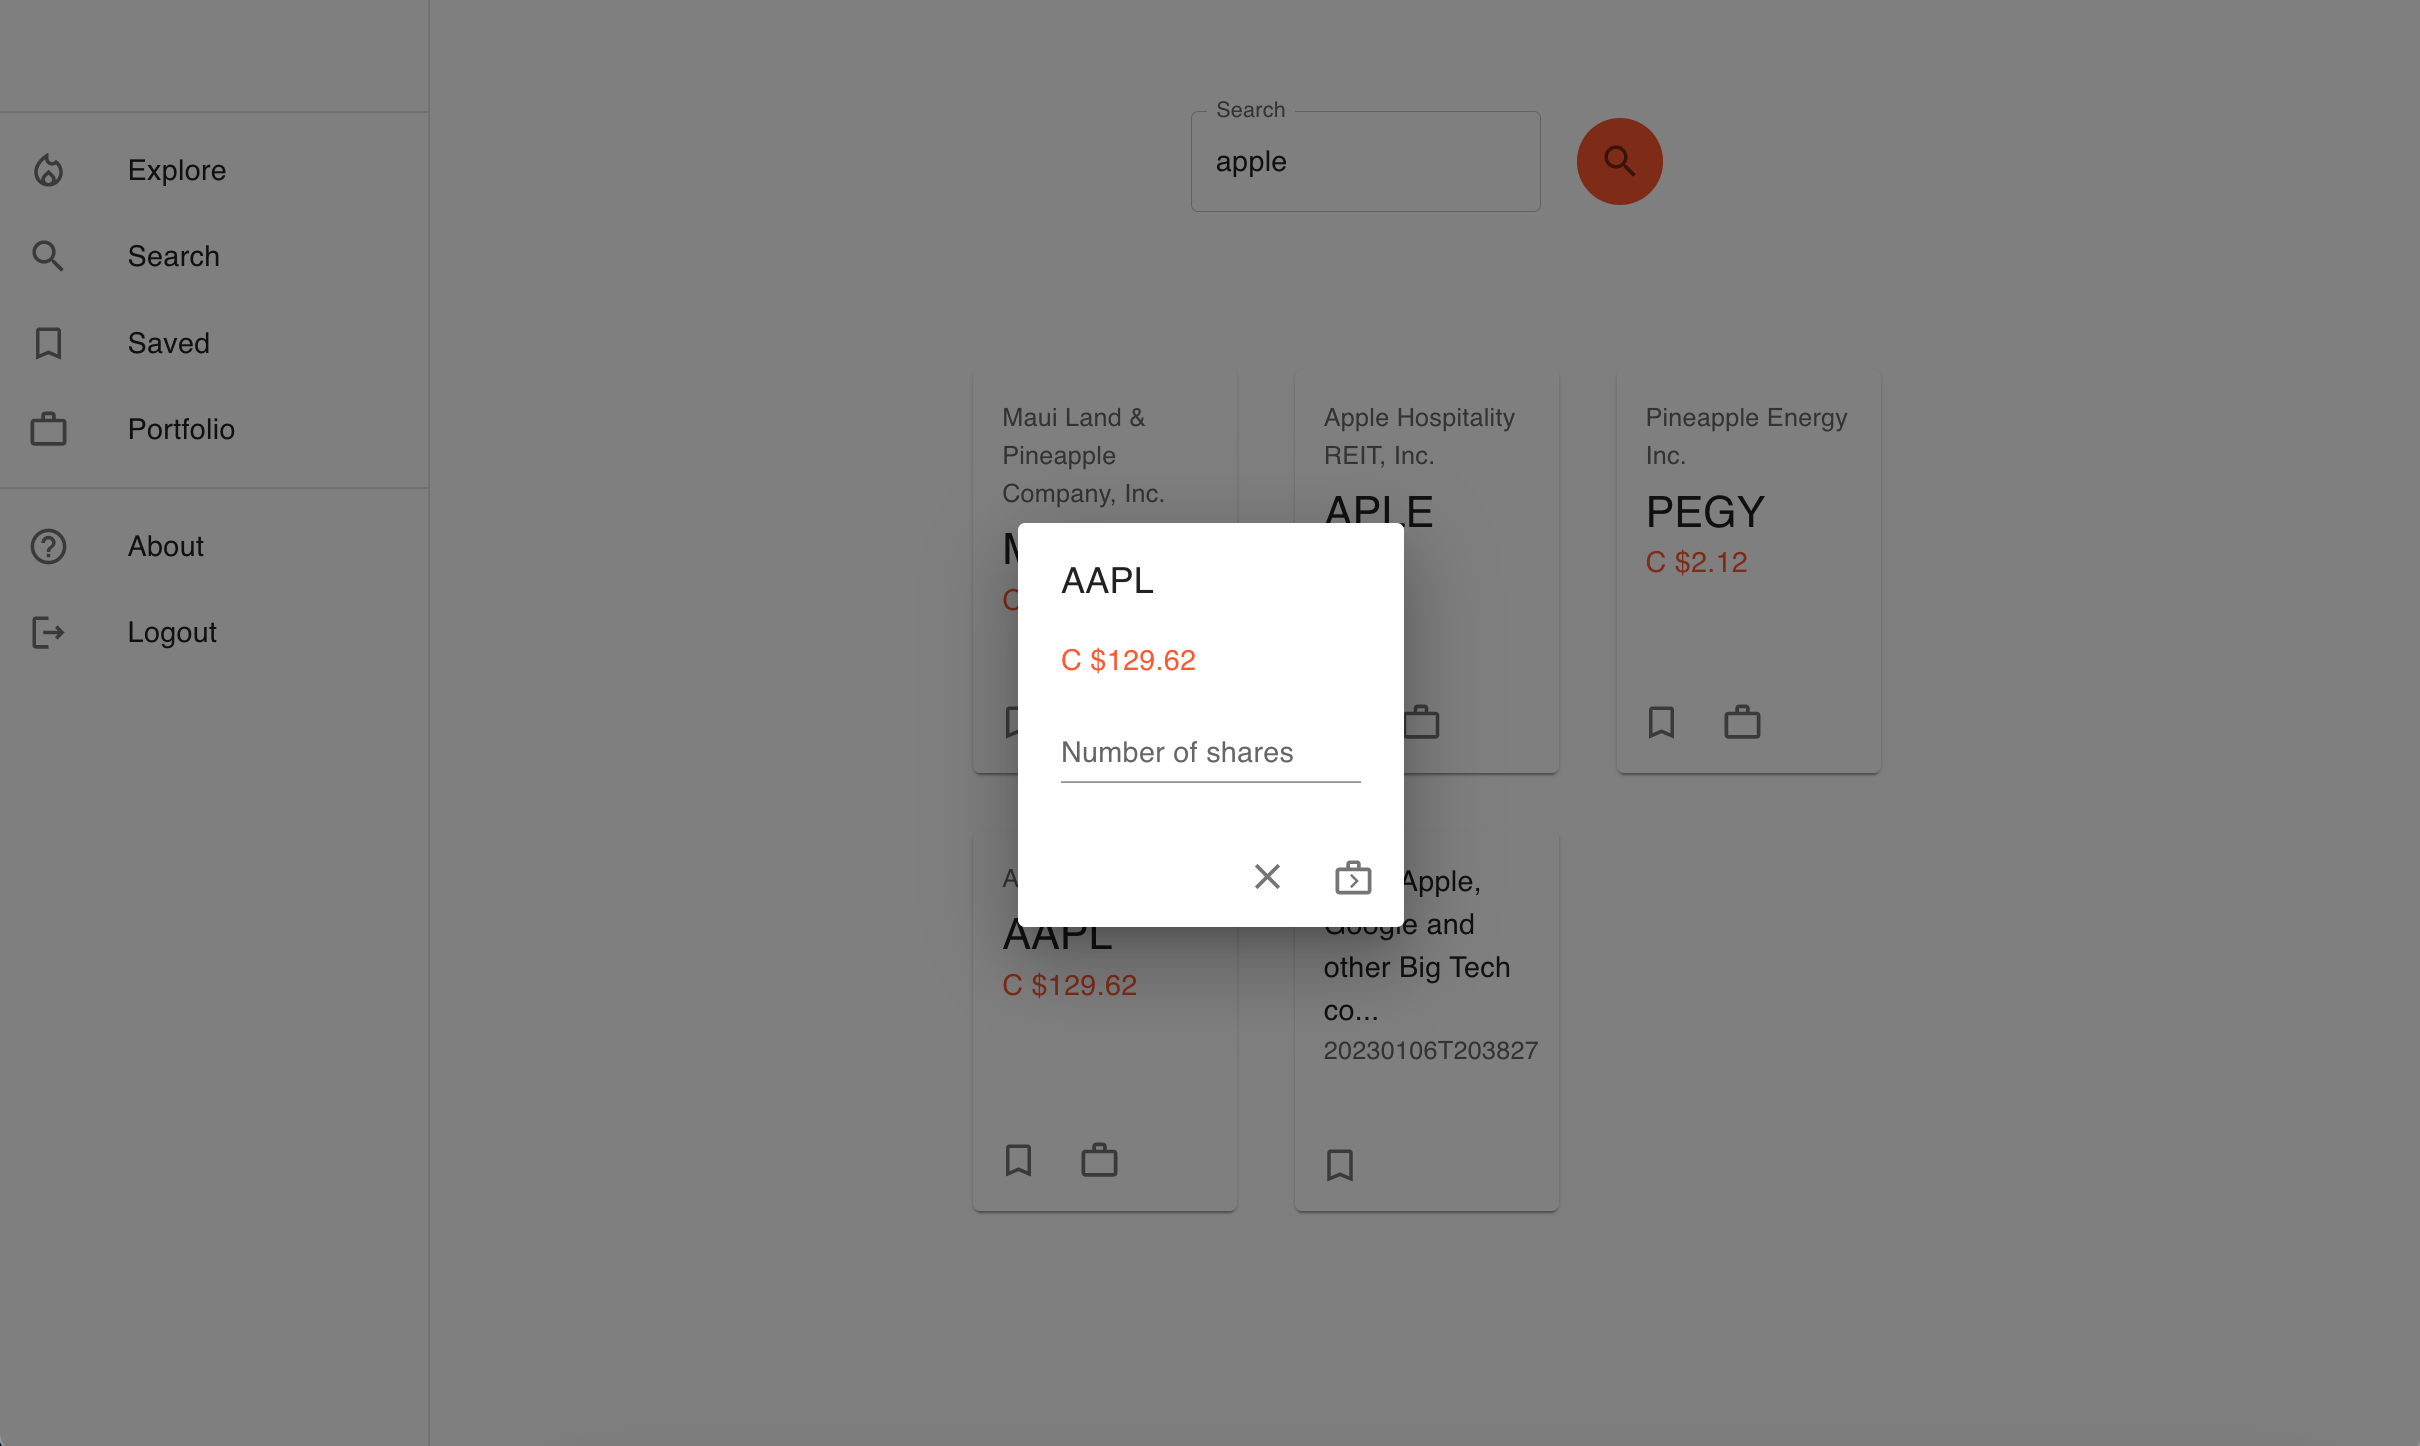 Explore
Search
Saved
Portfolio
About
Logout
Search
apple
Maui Land &
Pineapple
Company, Inc.
Apple Hospitality
REIT, Inc.
APLE
Pineapple Energy
Inc.
PEGY
C $2.12
AAPL
C $129.62
Number of shares
AAPL
C $129.62
Apple,
Google and
other Big Tech
co...
20230106T203827